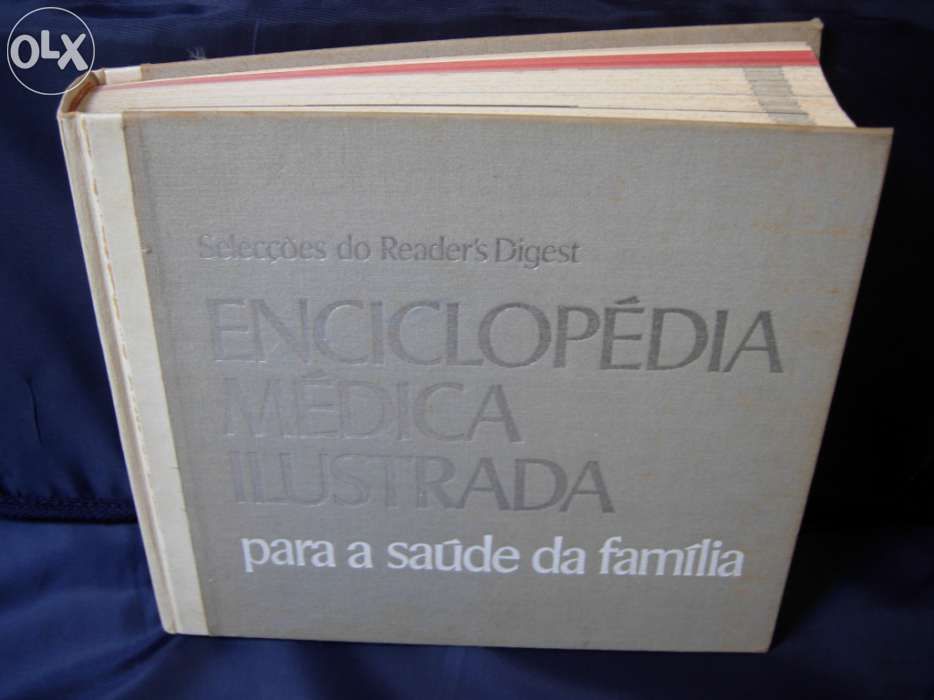 OLX
Selecções do Reader's Digest
ENCICLOPÉDIA
MÉDICA
ILUSTRADA
para a saúde da família